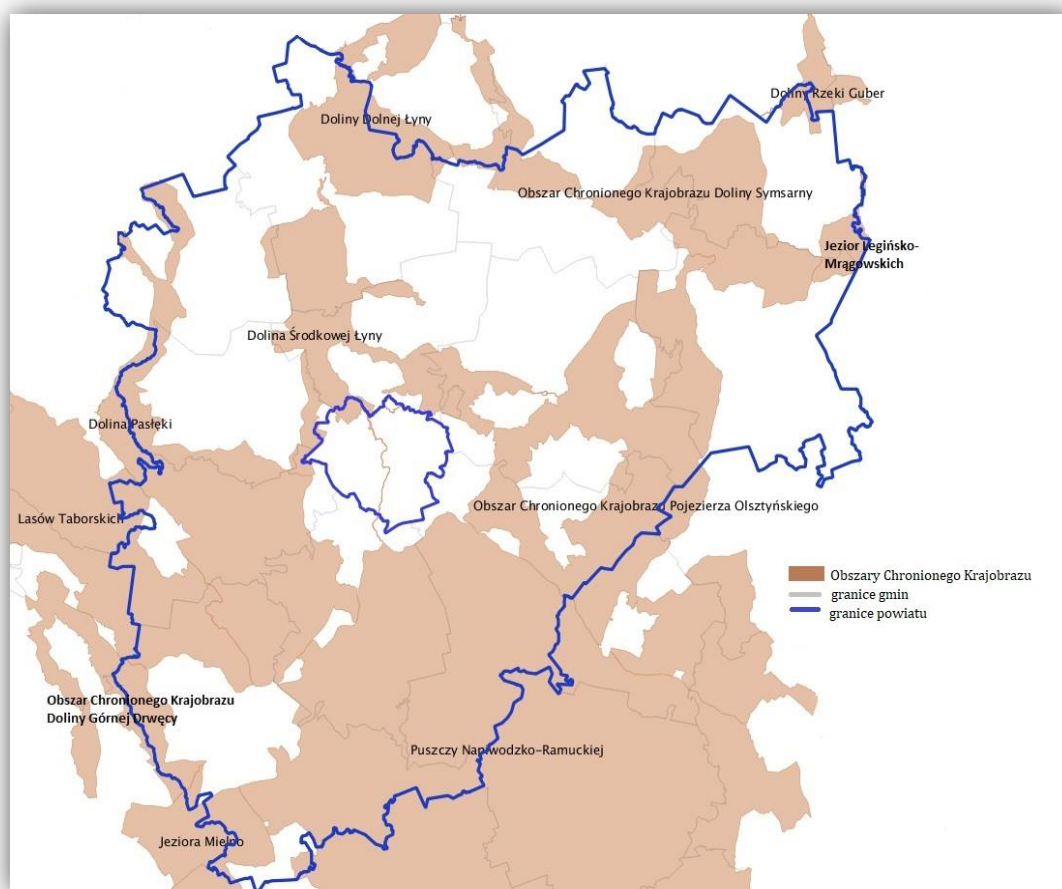 Doliny Rzeki Guber
Doliny Dolnej Łyny
Obszar Chronionego Krajobrazu Doliny Symsarny
Jezior Legińsko-
Mrągowskich
Dolina Środkowej Łyny
Dolina Pasłęki
Obszar Chronionego Krajobrazu Pojezierza Olsztyńskiego
Lasów Taborskich
Obszary Chronionego Krajobrazu
granice gmin
granice powiatu
Obszar Chronionego Krajobrazu
Doliny Górnej Drwęcy
Puszczy Napiwodzko-Ramuckiej
Jeziora Mielno